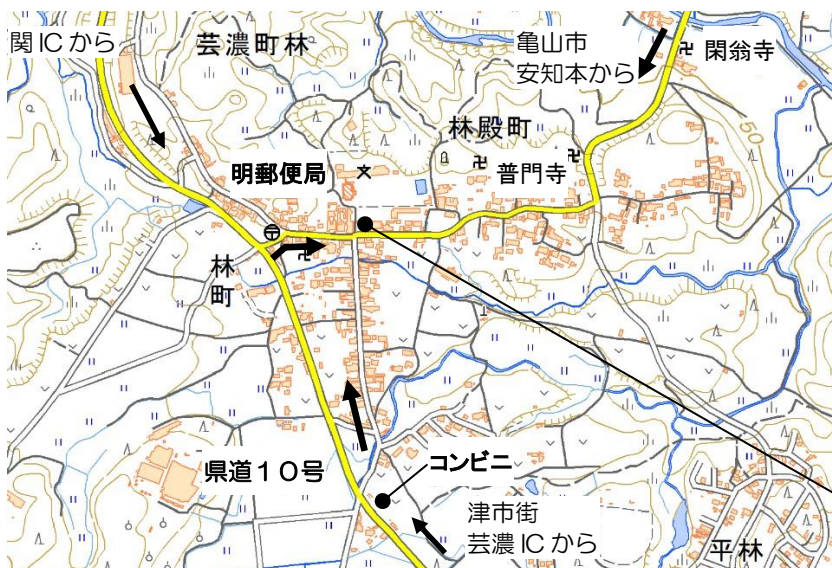 関ICから
芸濃町林
亀山市
安知本から
閑翁寺
林殿町
明郵便局
普門寺
50
林町
県道１０号
コンビニ
津市街
芸濃ICから
平林